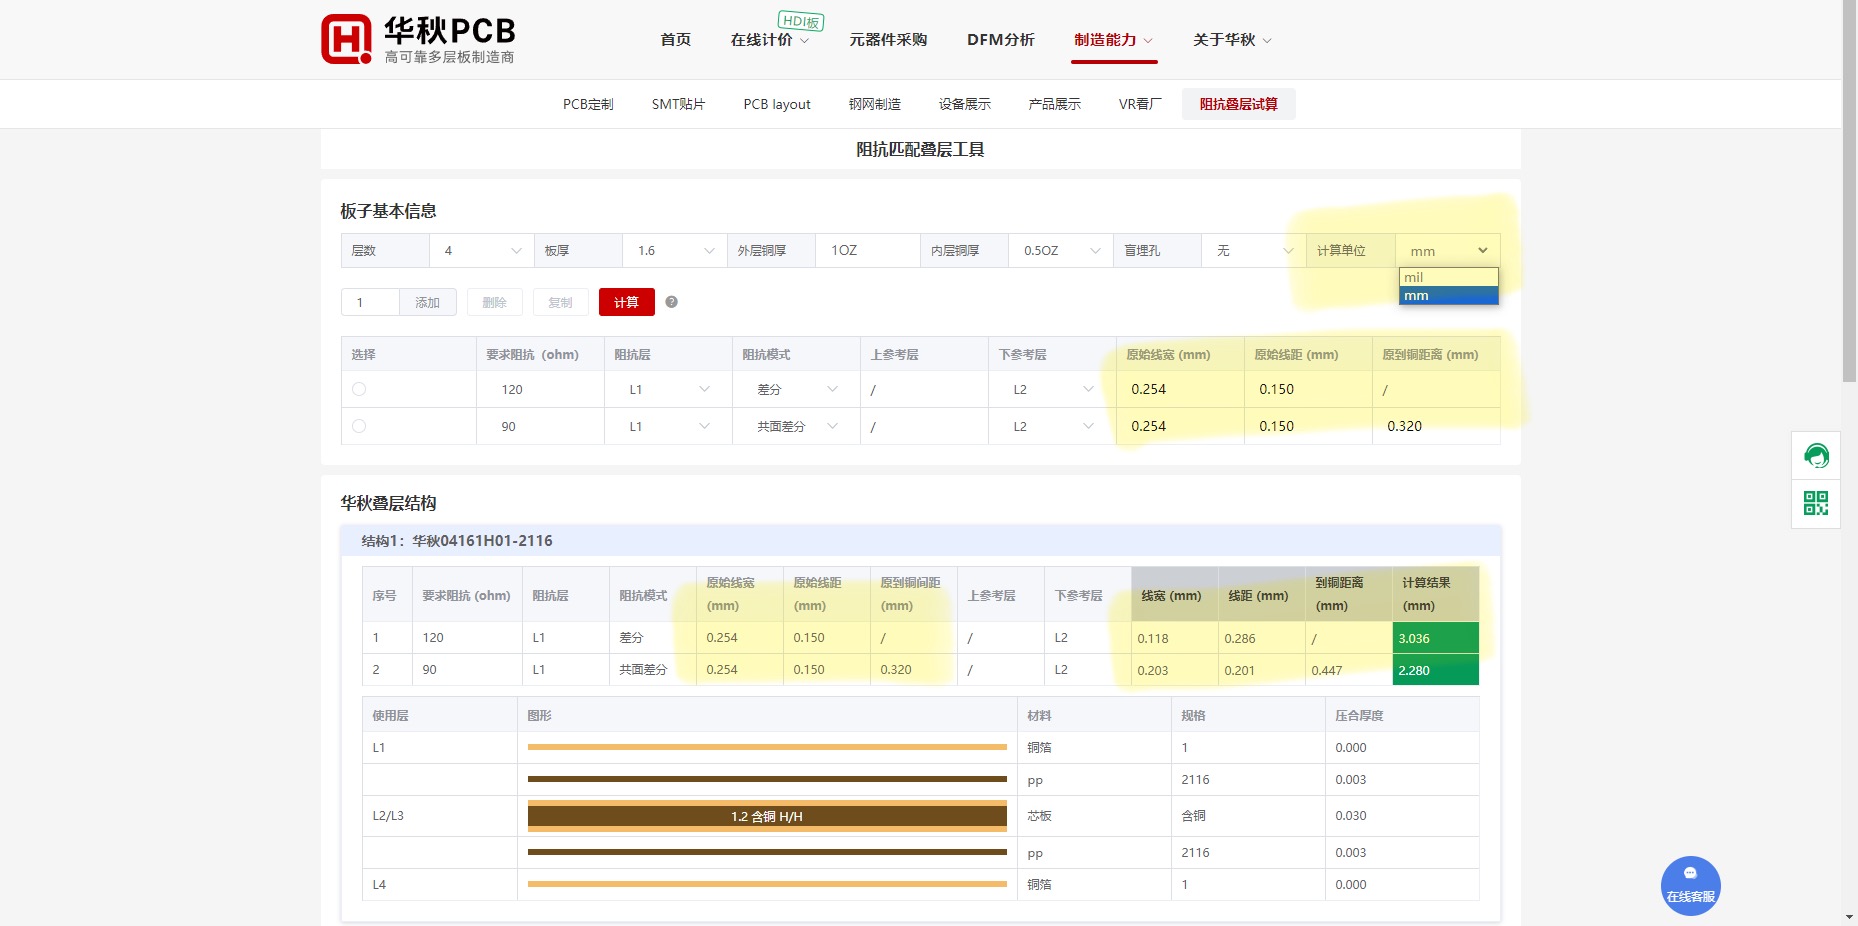 华秋PCB
高可靠多层板制造商
首页
在线计价
HDI板
元器件采购
DFM分析
制造能力
关于华秋
PCB定制
SMT贴片
PCB layout
钢网制造
设备展示
产品展示
VR看厂
阻抗叠层试算
阻抗匹配叠层工具
板子基本信息
层数 4 板厚 1.6 外层铜厚 1OZ 内层铜厚 0.5OZ 盲埋孔 无 计算单位 mm
mil
mm
1 添加 删除 复制 计算 ?
选择 要求阻抗 (ohm) 阻抗层 阻抗模式 上参考层 下参考层 原始线宽 (mm) 原始线距 (mm) 原到铜距离 (mm)
120 L1 差分 / L2 0.254 0.150 /
90 L1 共面差分 / L2 0.254 0.150 0.320
华秋叠层结构
结构1：华秋04161H01-2116
序号 要求阻抗 (ohm) 阻抗层 阻抗模式 原始线宽 (mm) 原始线距 (mm) 原到铜间距 (mm) 上参考层 下参考层 线宽 (mm) 线距 (mm) 到铜距离 (mm) 计算结果 (mm)
1 120 L1 差分 0.254 0.150 / / L2 0.118 0.286 / 3.036
2 90 L1 共面差分 0.254 0.150 0.320 / L2 0.203 0.201 0.447 2.280
使用层 图形 材料 规格 压合厚度
L1 铜箔 1 0.000
pp 2116 0.003
L2/L3 1.2 含铜 H/H 芯板 含铜 0.030
pp 2116 0.003
L4 铜箔 1 0.000
在线客服